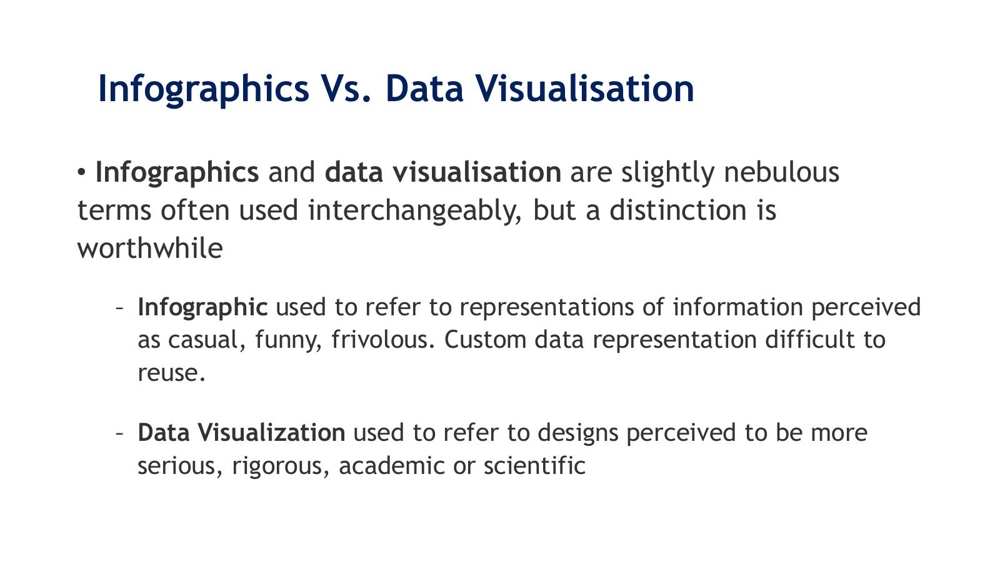 Infographics Vs. Data Visualisation
• Infographics and data visualisation are slightly nebulous
terms often used interchangeably, but a distinction is
worthwhile
– Infographic used to refer to representations of information perceived
as casual, funny, frivolous. Custom data representation difficult to
reuse.
– Data Visualization used to refer to designs perceived to be more
serious, rigorous, academic or scientific